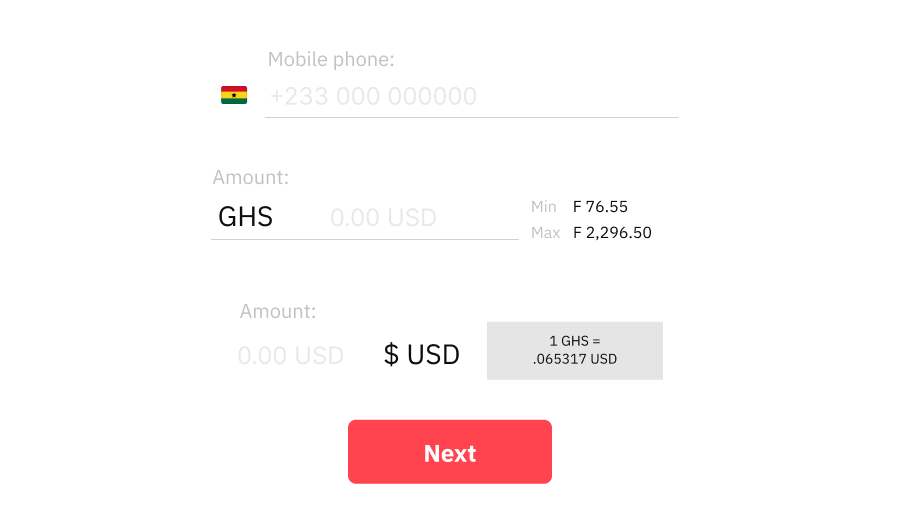 Mobile phone:
+233 000 000000
Amount:
GHS 0.00 USD
Min F 76.55
Max F 2,296.50
Amount:
0.00 USD $ USD
1 GHS =
.065317 USD
Next